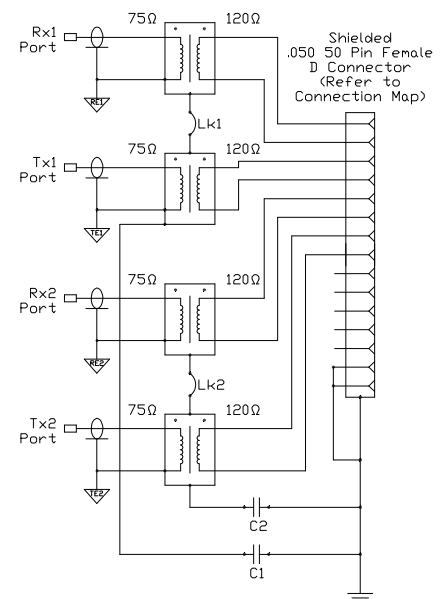 75Ω 120Ω
Rx1
Port
RE1
Shielded
.050 50 Pin Female
D Connector
(Refer to
Connection Map)
Lk1
75Ω 120Ω
Tx1
Port
TE1
75Ω 120Ω
Rx2
Port
RE2
Lk2
75Ω 120Ω
Tx2
Port
TE2
C2
C1